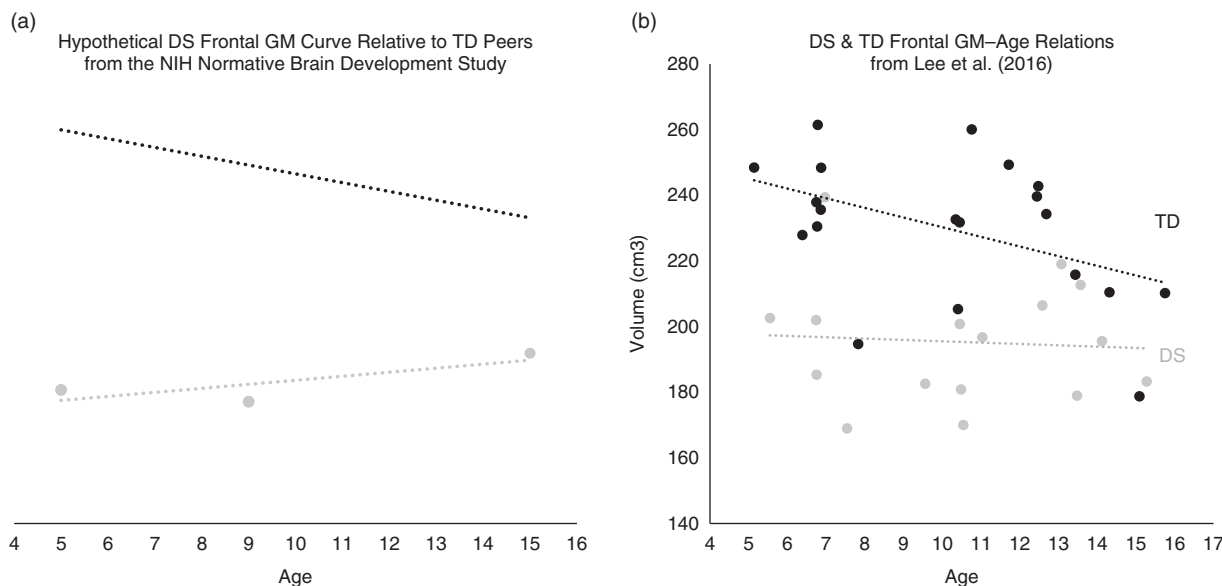 (a)
Hypothetical DS Frontal GM Curve Relative to TD Peers
from the NIH Normative Brain Development Study
4 5 6 7 8 9 10 11 12 13 13 15 16
Age
(b)
DS & TD Frontal GM–Age Relations
from Lee et al. (2016)
280
260
240
220
200
180
160
140
Volume (cm3)
TD
DS
4 5 6 7 8 9 10 11 12 13 14 15 16 17
Age